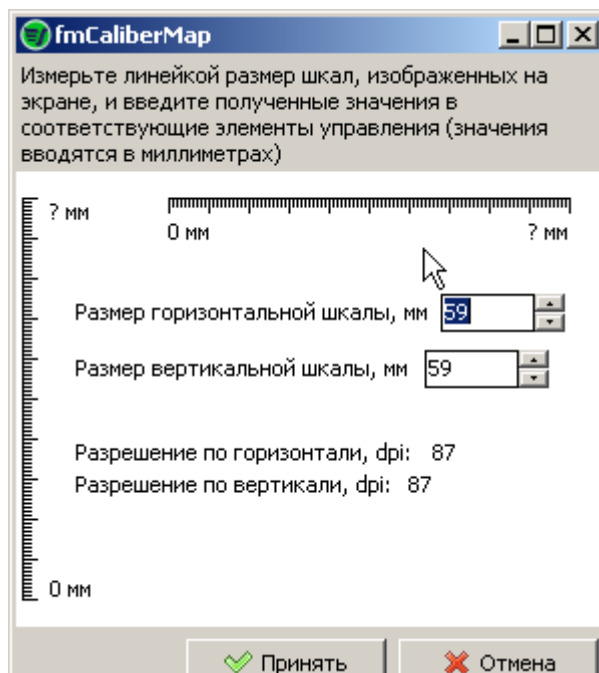 fmCaliberMap
Измерьте линейкой размер шкал, изображенных на
экране, и введите полученные значения в
соответствующие элементы управления (значения
вводятся в миллиметрах)
? мм
0 мм
? мм
Размер горизонтальной шкалы, мм 59
Размер вертикальной шкалы, мм 59
Разрешение по горизонтали, dpi: 87
Разрешение по вертикали, dpi: 87
0 мм
Принять
Отмена